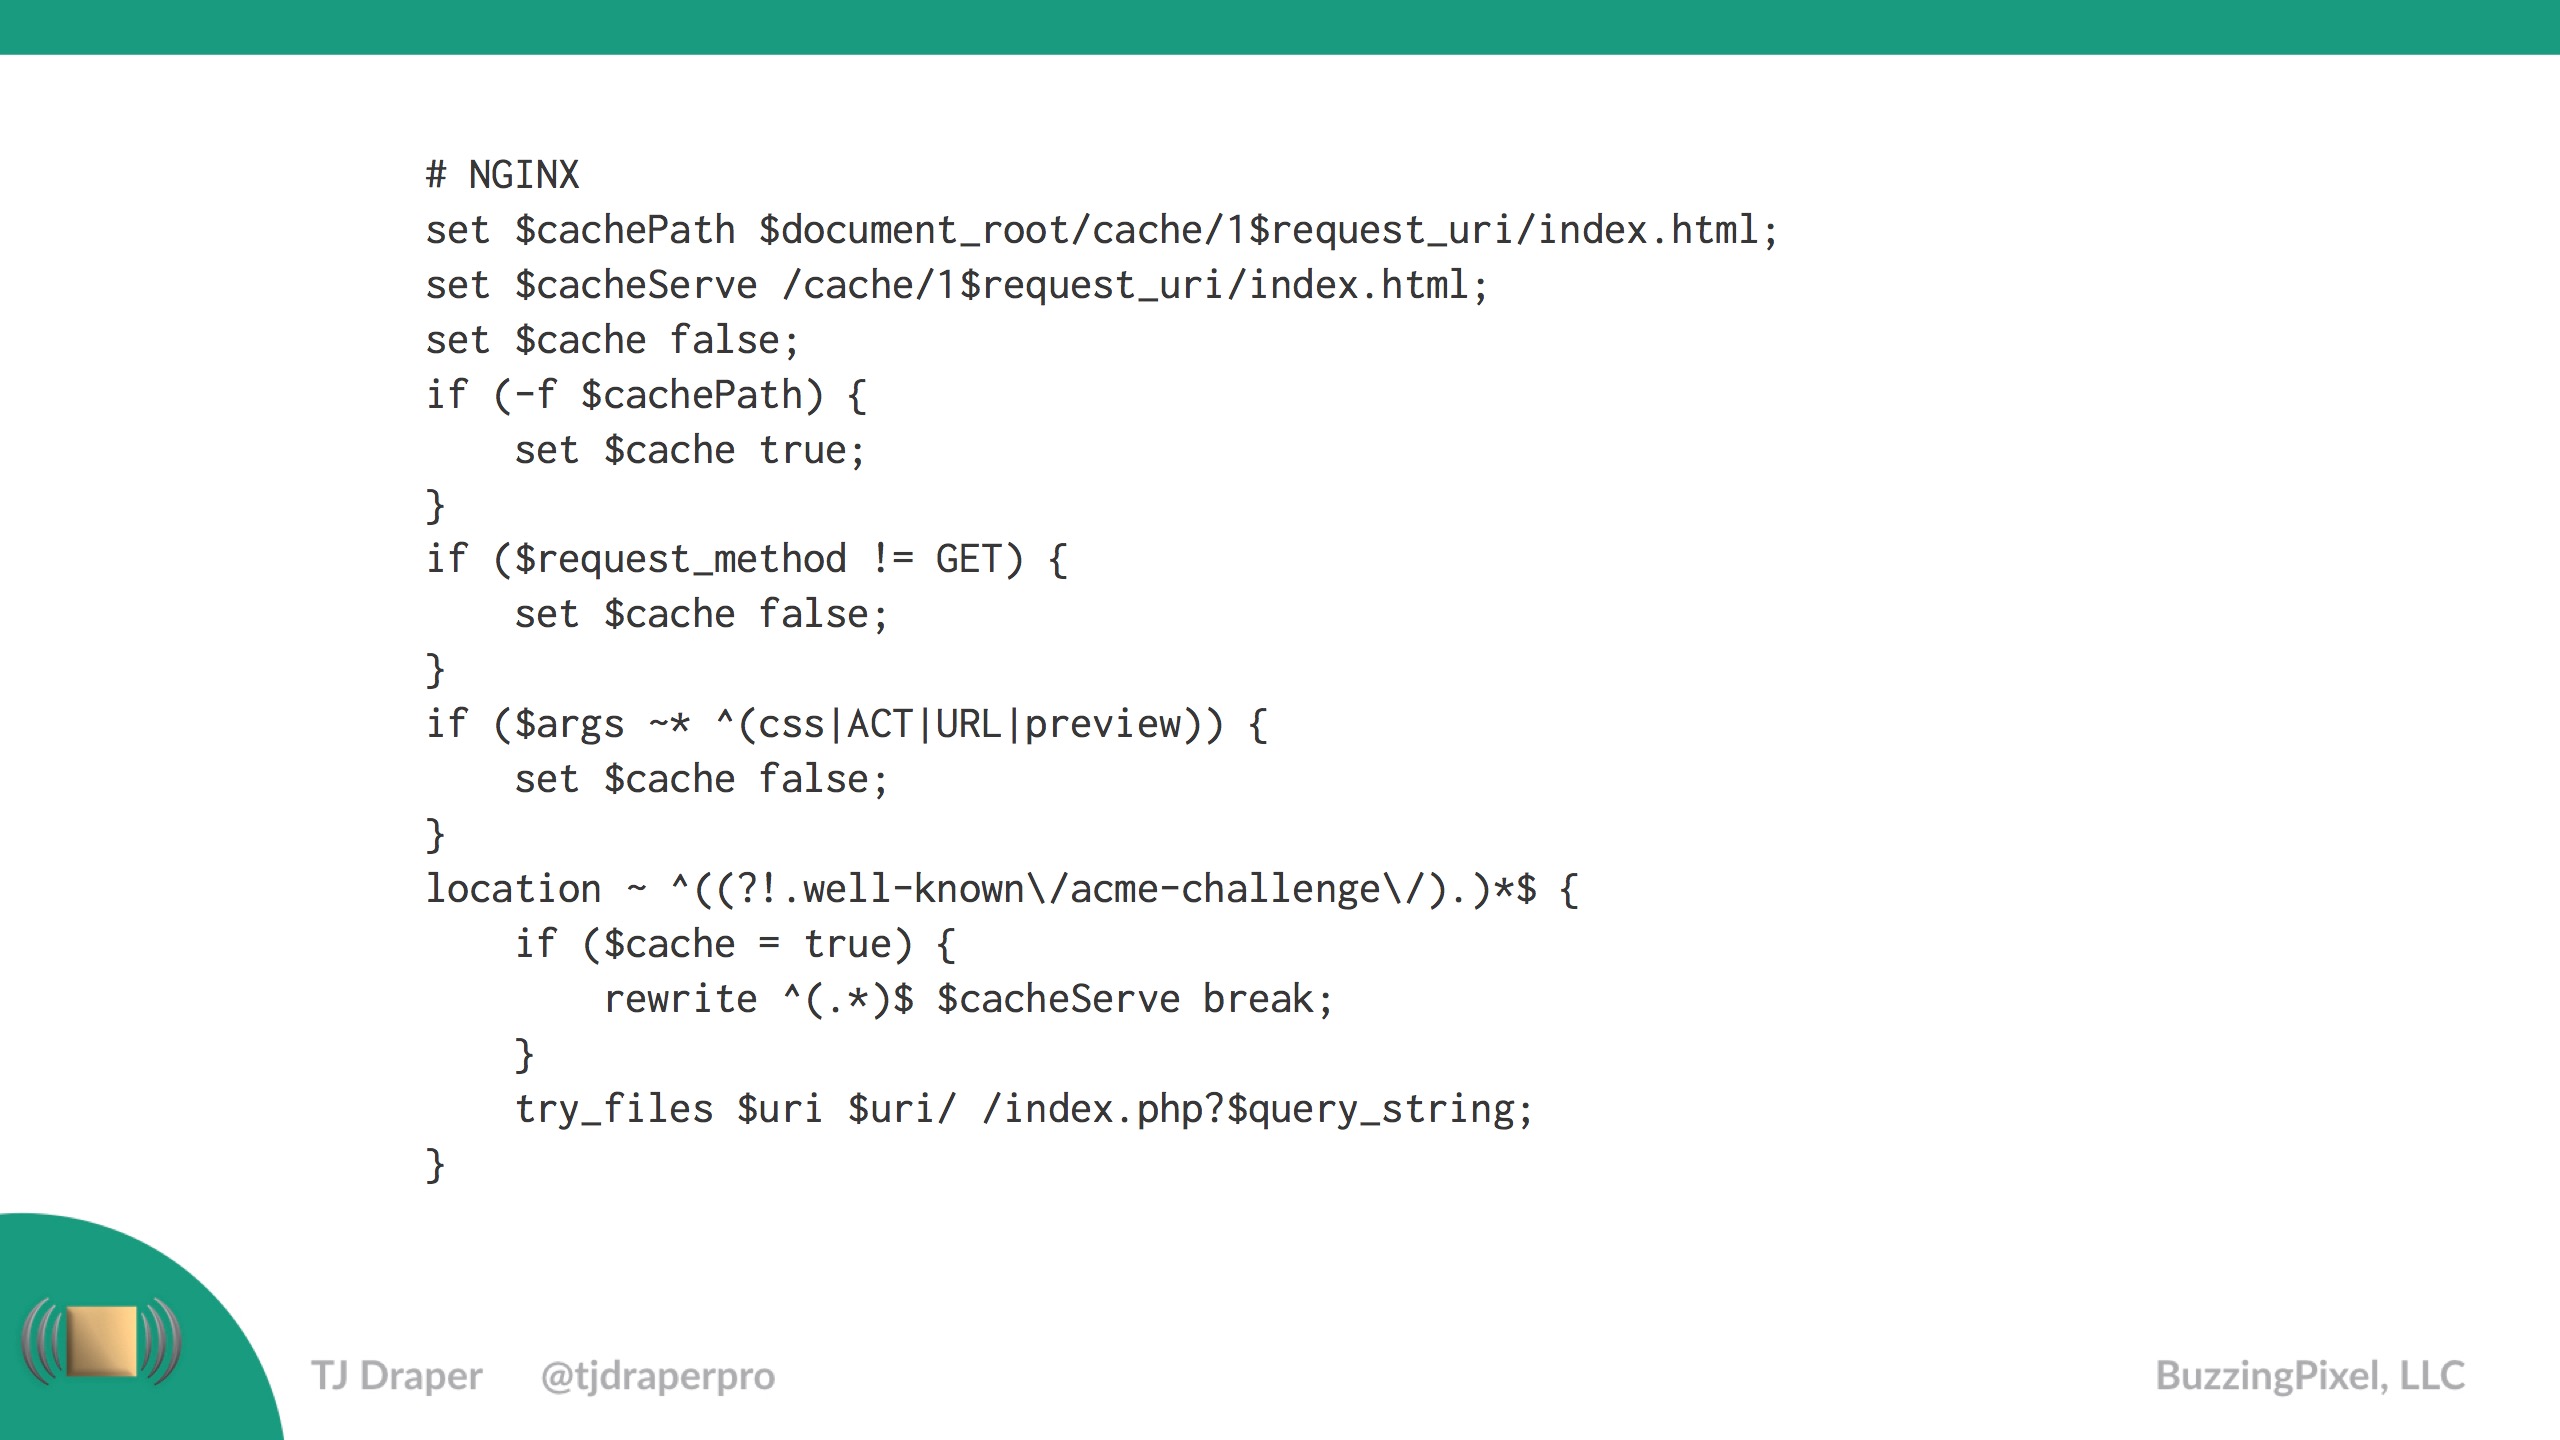 # NGINX
set $cachePath $document_root/cache/1$request_uri/index.html;
set $cacheServe /cache/1$request_uri/index.html;
set $cache false;
if (-f $cachePath) {
    set $cache true;
}
if ($request_method != GET) {
    set $cache false;
}
if ($args ~* ^(css|ACT|URL|preview)) {
    set $cache false;
}
location ~ ^((?!.well-known\/acme-challenge\/).)*$ {
    if ($cache = true) {
        rewrite ^(.*)$ $cacheServe break;
    }
    try_files $uri $uri/ /index.php?$query_string;
}
TJ Draper @tjdraperpro BuzzingPixel, LLC